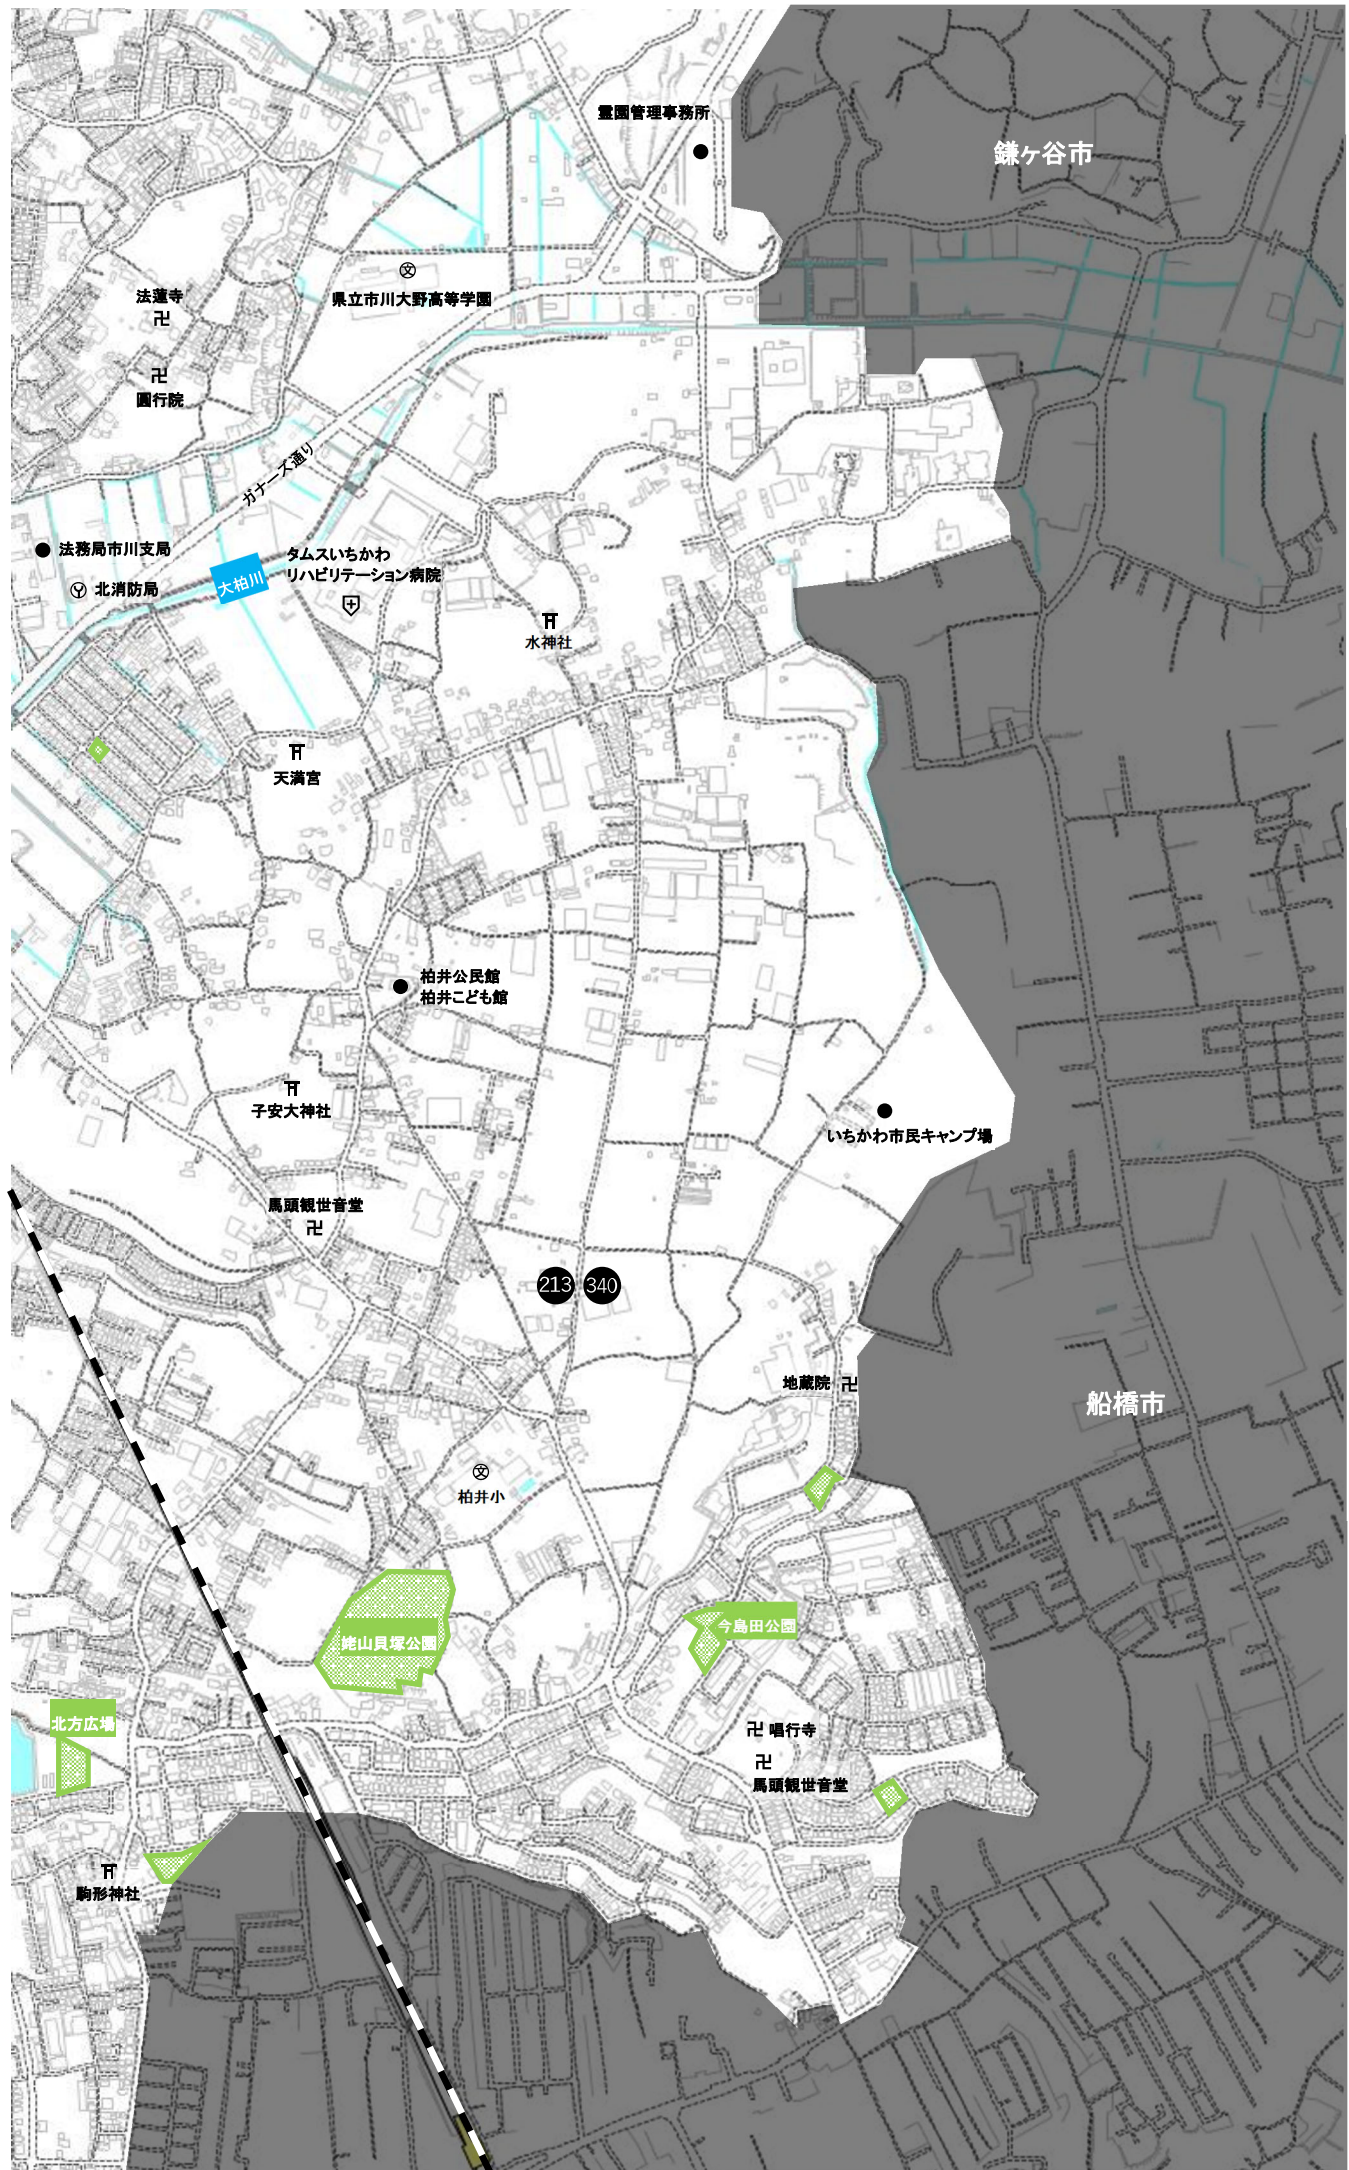 霊園管理事務所
鎌ヶ谷市
県立市川大野高等学園
法蓮寺
圓行院
ガナーズ通り
法務局市川支局
北消防局
大柏川
タムスいちかわ
リハビリテーション病院
水神社
天満宮
柏井公民館
柏井こども館
子安大神社
いちかわ市民キャンプ場
馬頭観世音堂
213
340
地蔵院
船橋市
柏井小
姥山貝塚公園
今島田公園
北方広場
唱行寺
馬頭観世音堂
駒形神社